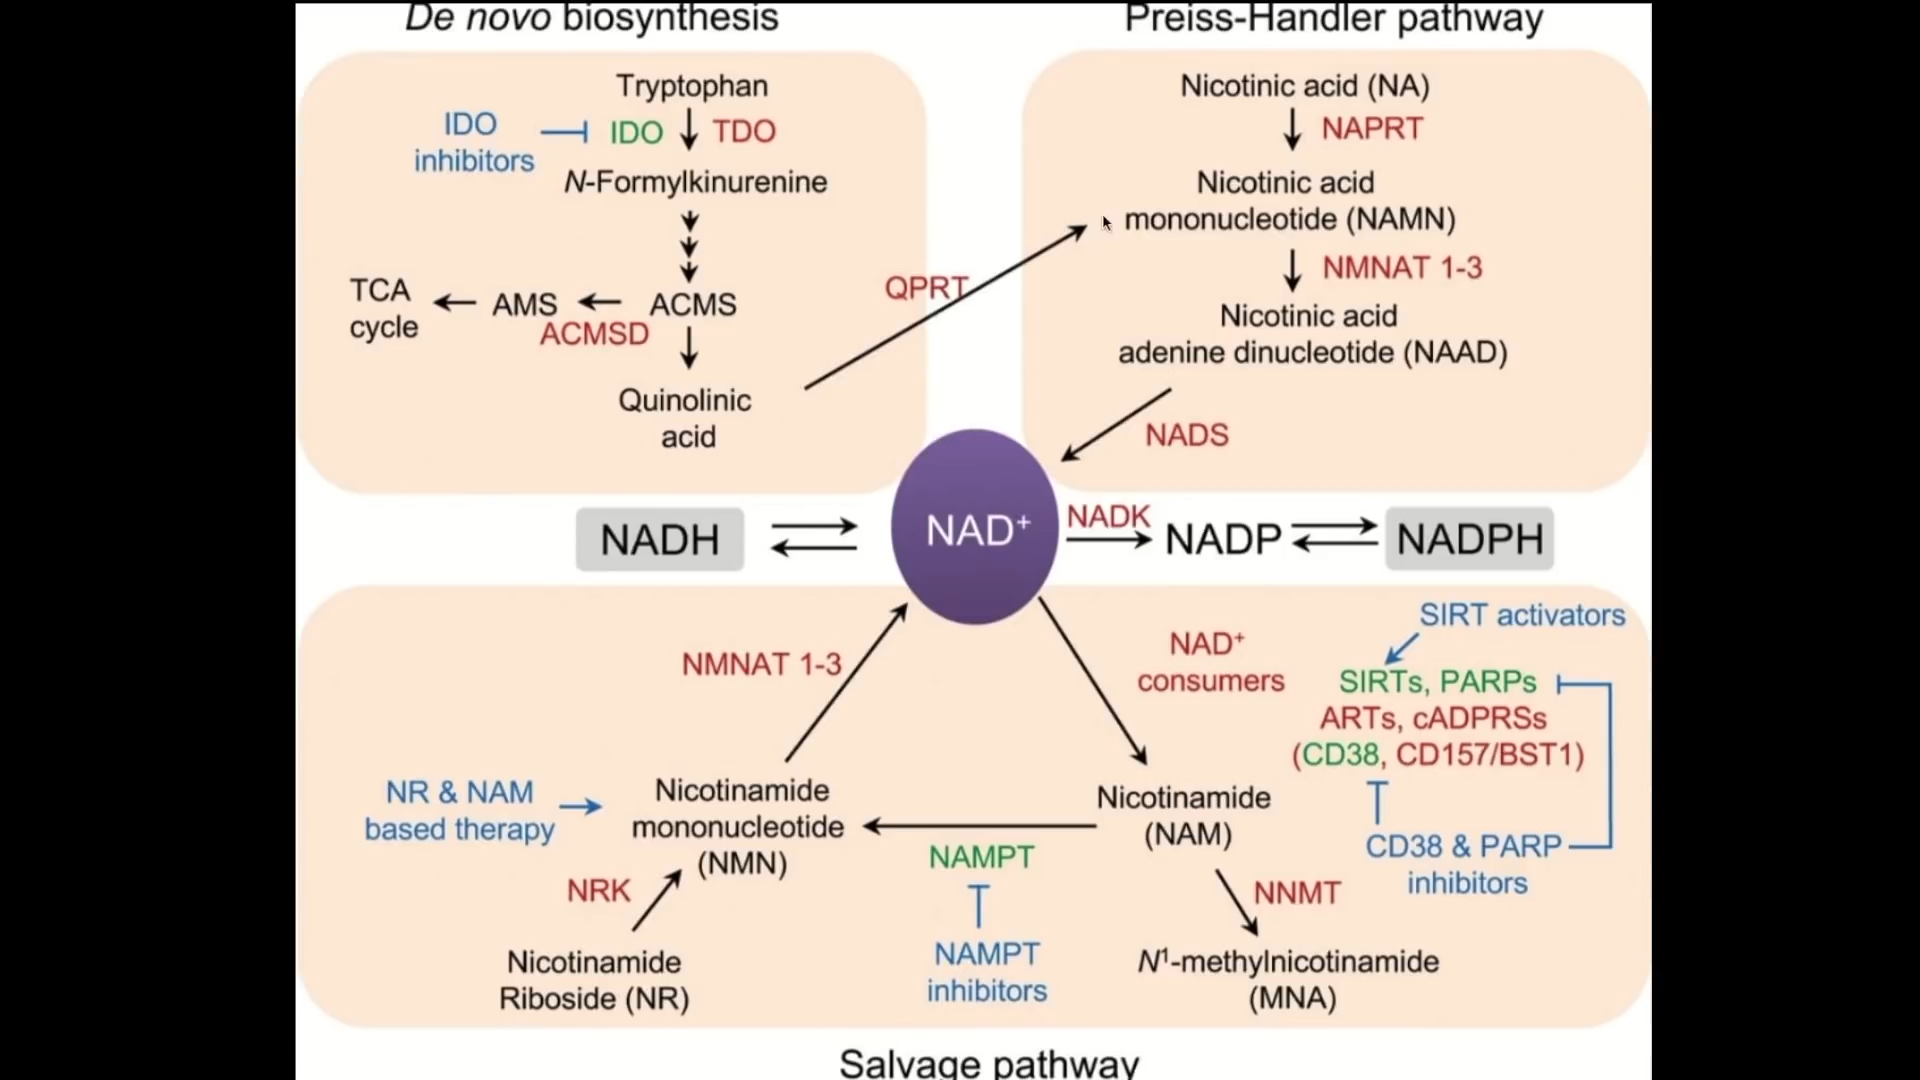 De novo biosynthesis
Preiss-Handler pathway
Tryptophan
IDO
inhibitors
IDO
TDO
N-Formylkinurenine
TCA
cycle
AMS
ACMS
ACMSD
Quinolinic
acid
QPRT
Nicotinic acid (NA)
NAPRT
Nicotinic acid
mononucleotide (NAMN)
NMNAT 1-3
Nicotinic acid
adenine dinucleotide (NAAD)
NADS
NADH
NAD⁺
NADK
NADP
NADPH
NMNAT 1-3
NAD⁺
consumers
SIRT activators
SIRTs, PARPs
ARTs, cADPRSs
(CD38, CD157/BST1)
CD38 & PARP
inhibitors
NR & NAM
based therapy
Nicotinamide
mononucleotide
(NMN)
Nicotinamide
(NAM)
NAMPT
NAMPT
inhibitors
NRK
Nicotinamide
Riboside (NR)
NNMT
N¹-methylnicotinamide
(MNA)
Salvage pathway